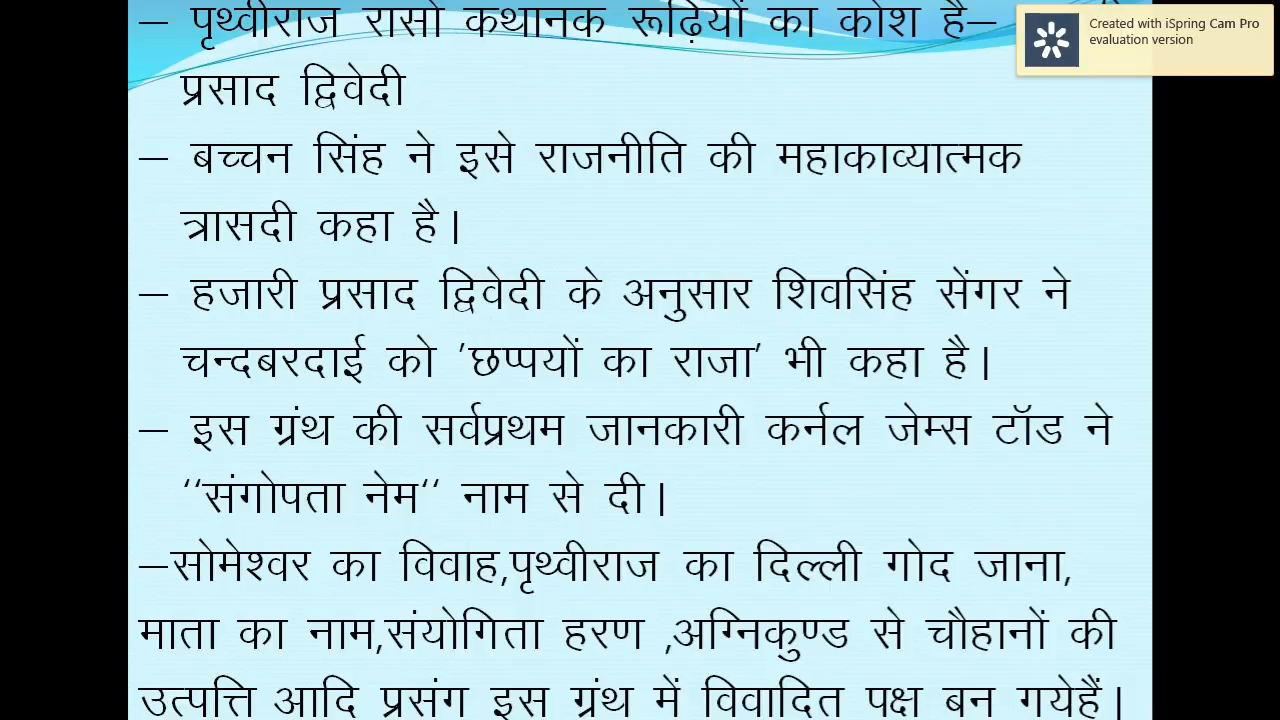 – पृथ्वीराज रासो कथानक रूढ़ियों का कोश है–
Created with iSpring Cam Pro
evaluation version
प्रसाद द्विवेदी
– बच्चन सिंह ने इसे राजनीति की महाकाव्यात्मक
त्रासदी कहा है।
– हजारी प्रसाद द्विवेदी के अनुसार शिवसिंह सेंगर ने
चन्दबरदाई को 'छप्पयों का राजा' भी कहा है।
– इस ग्रंथ की सर्वप्रथम जानकारी कर्नल जेम्स टॉड ने
‘‘संगोपता नेम‘‘ नाम से दी।
–सोमेश्वर का विवाह,पृथ्वीराज का दिल्ली गोद जाना,
माता का नाम,संयोगिता हरण ,अग्निकुण्ड से चौहानों की
उत्पत्ति आदि प्रसंग इस ग्रंथ में विवादित पक्ष बन गयेहैं।